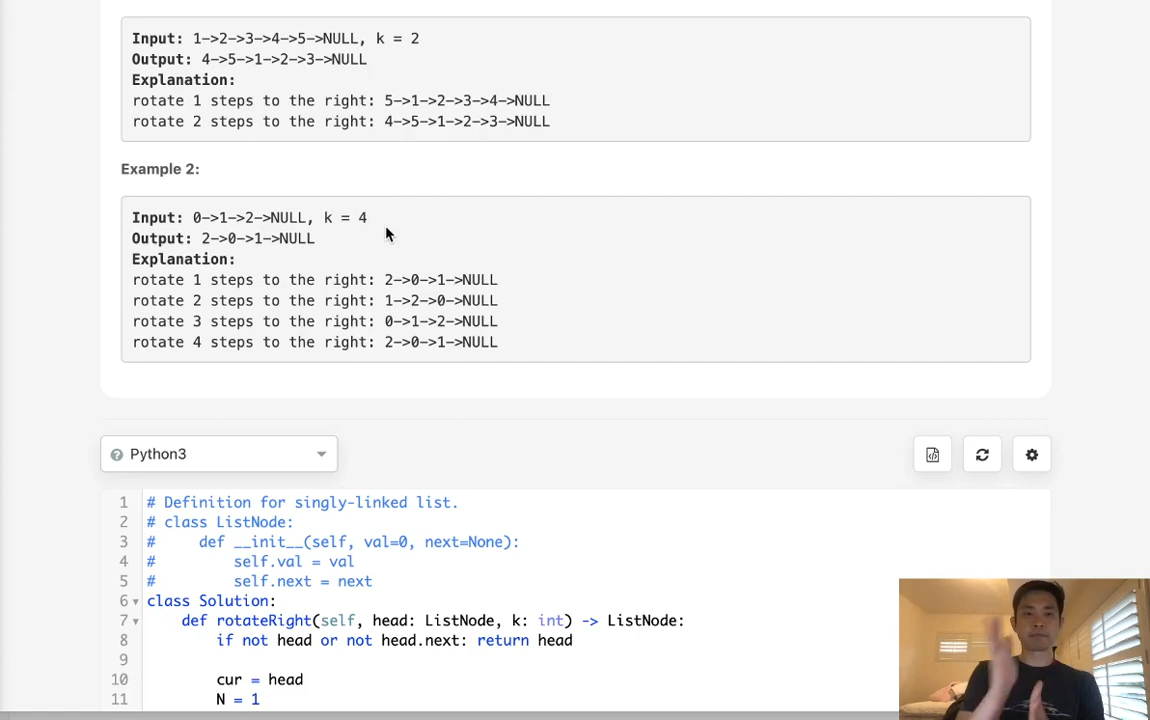 Input: 1->2->3->4->5->NULL, k = 2
Output: 4->5->1->2->3->NULL
Explanation:
rotate 1 steps to the right: 5->1->2->3->4->NULL
rotate 2 steps to the right: 4->5->1->2->3->NULL
Example 2:
Input: 0->1->2->NULL, k = 4
Output: 2->0->1->NULL
Explanation:
rotate 1 steps to the right: 2->0->1->NULL
rotate 2 steps to the right: 1->2->0->NULL
rotate 3 steps to the right: 0->1->2->NULL
rotate 4 steps to the right: 2->0->1->NULL
Python3
1 # Definition for singly-linked list.
2 # class ListNode:
3 #     def __init__(self, val=0, next=None):
4 #         self.val = val
5 #         self.next = next
6 class Solution:
7     def rotateRight(self, head: ListNode, k: int) -> ListNode:
8         if not head or not head.next: return head
9
10         cur = head
11         N = 1